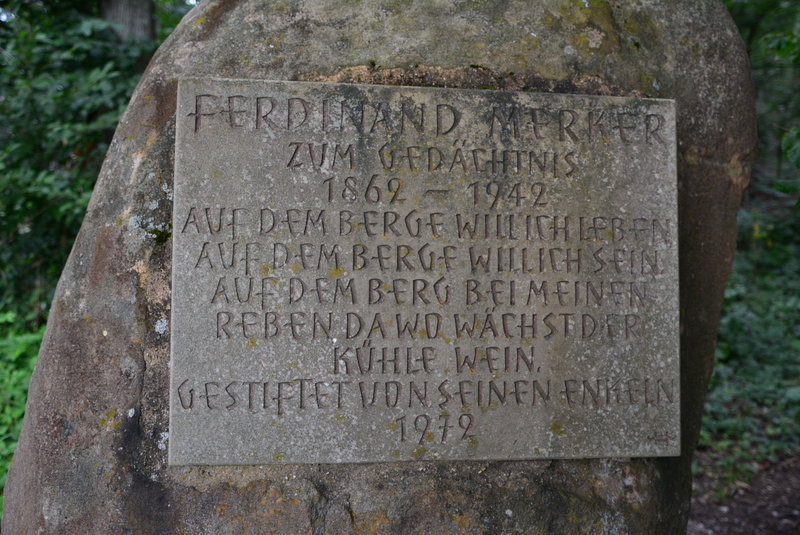 FERDINAND MERKER
ZUM GEDÄCHTNIS
1862 – 1942
AUF DEM BERGE WILL ICH LEBEN
AUF DEM BERGE WILL ICH SEIN
AUF DEM BERG BEI MEINEN
REBEN DA WO WÄCHST DER
KÜHLE WEIN.
GESTIFTET VON SEINEN ENKELN
1972